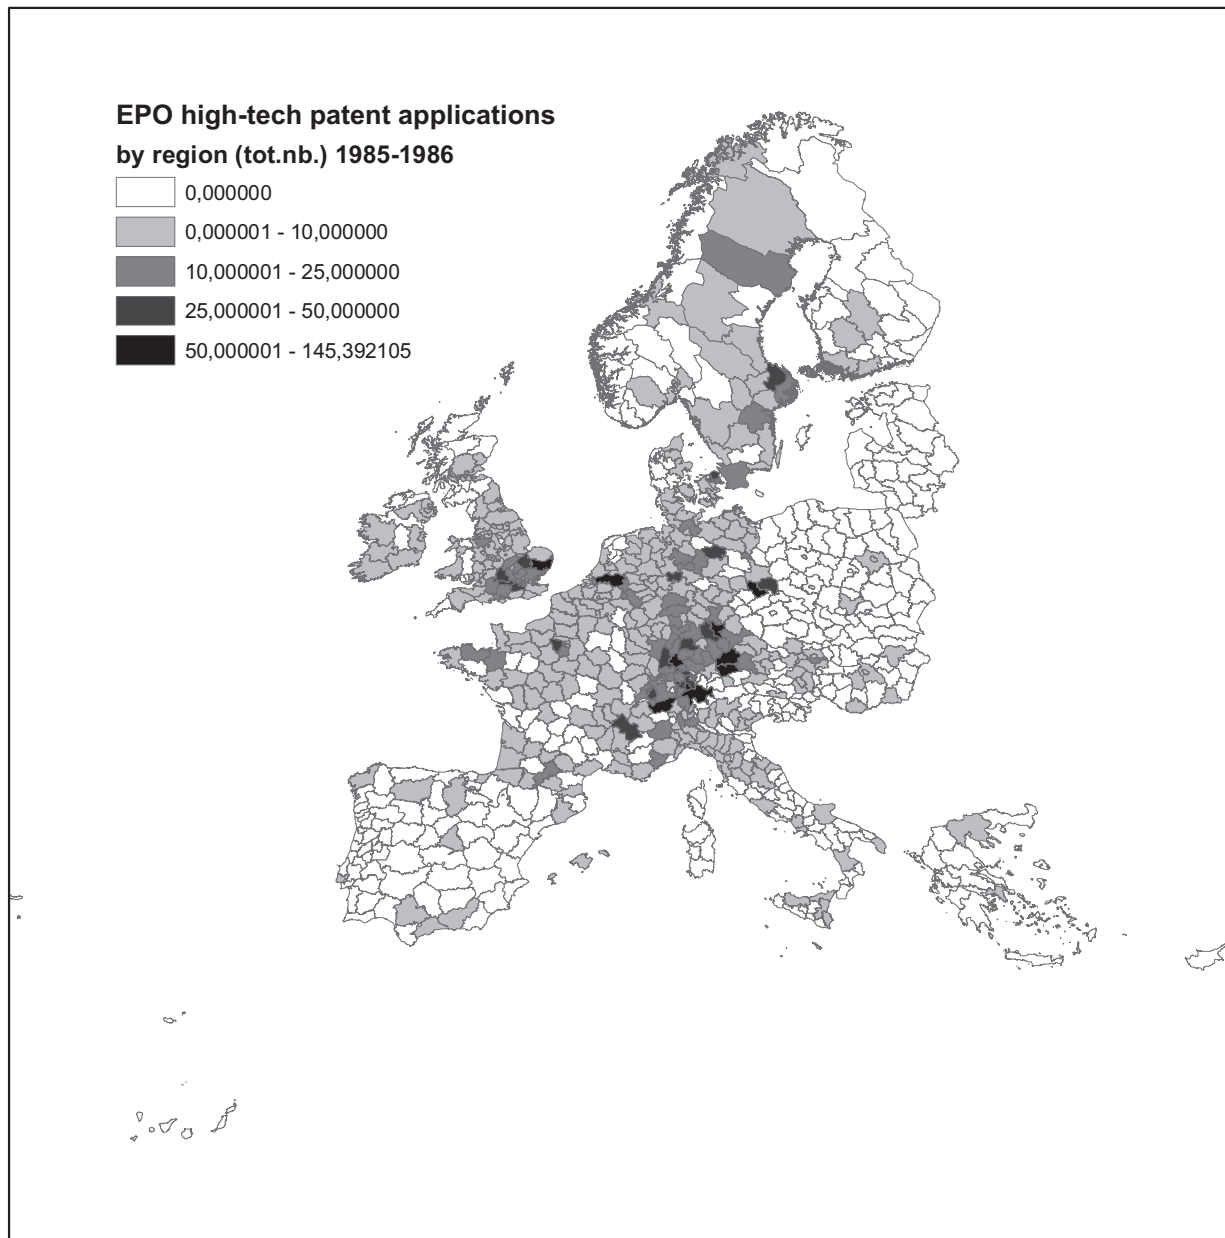 EPO high-tech patent applications
by region (tot.nb.) 1985-1986
0,000000
0,000001 - 10,000000
10,000001 - 25,000000
25,000001 - 50,000000
50,000001 - 145,392105